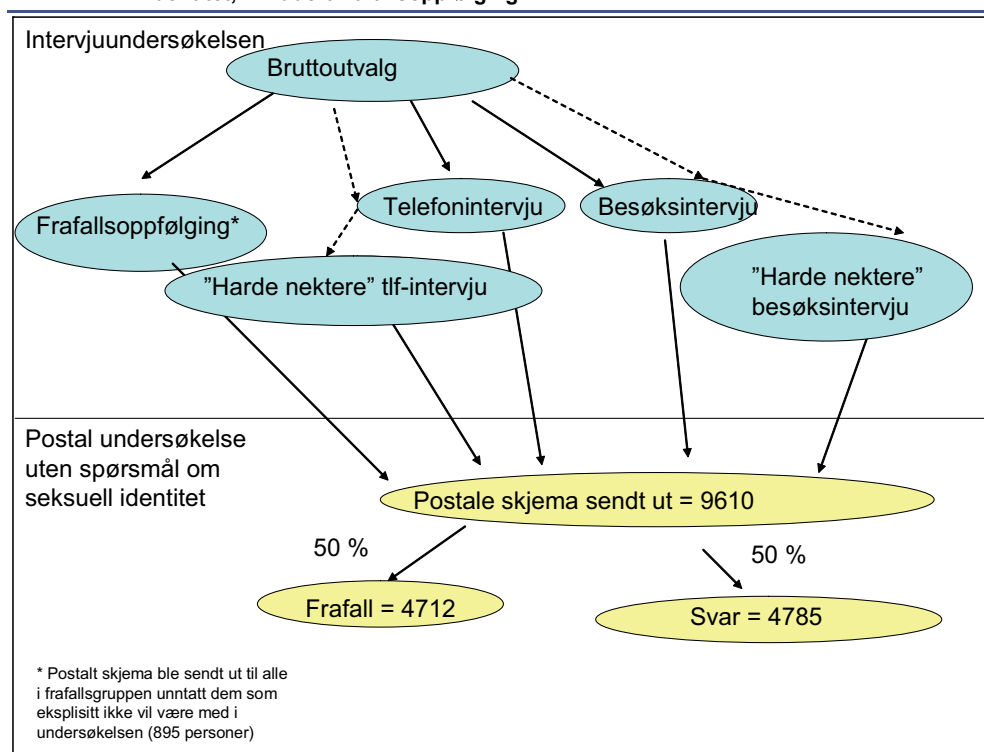 Intervjuundersøkelsen
Bruttoutvalg
Telefonintervju
Besøksintervju
Frafallsoppfølging*
”Harde nektere” tlf-intervju
”Harde nektere”
besøksintervju
Postal undersøkelse
uten spørsmål om
seksuell identitet
Postale skjema sendt ut = 9610
50 %
50 %
Frafall = 4712
Svar = 4785
* Postalt skjema ble sendt ut til alle
i frafallsgruppen unntatt dem som
eksplisitt ikke vil være med i
undersøkelsen (895 personer)